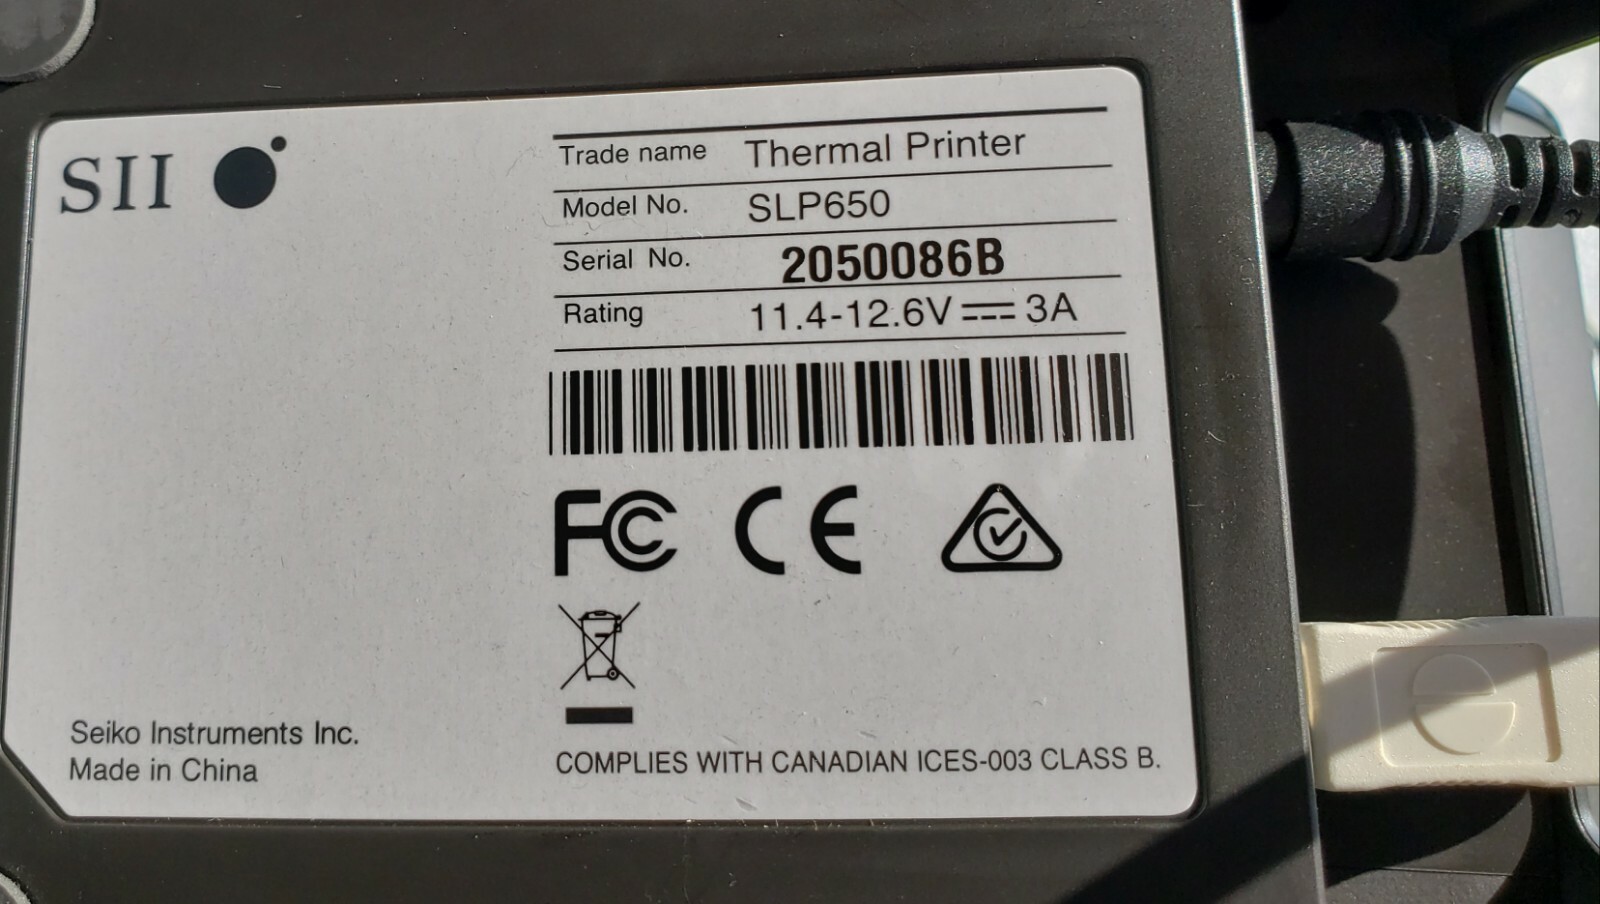 SII
Trade name Thermal Printer
Model No. SLP650
Serial No. 2050086B
Rating 11.4-12.6V⎓3A
FC CE
Seiko Instruments Inc.
Made in China
COMPLIES WITH CANADIAN ICES-003 CLASS B.